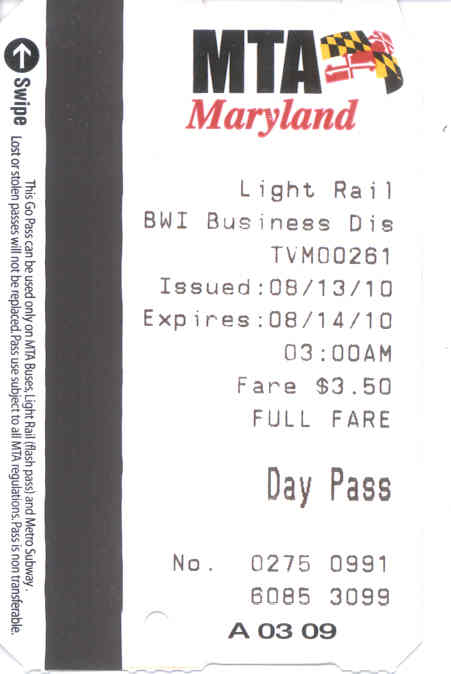 MTA
Maryland
Light Rail
BWI Business Dis
TVM00261
Issued:08/13/10
Expires:08/14/10
03:00AM
Fare $3.50
FULL FARE
Day Pass
No. 0275 0991
6085 3099
A 03 09
Swipe
This Go Pass can be used only on MTA Buses, Light Rail (flash pass) and Metro Subway.
Lost or stolen passes will not be replaced. Pass use subject to all MTA regulations. Pass is non transferable.